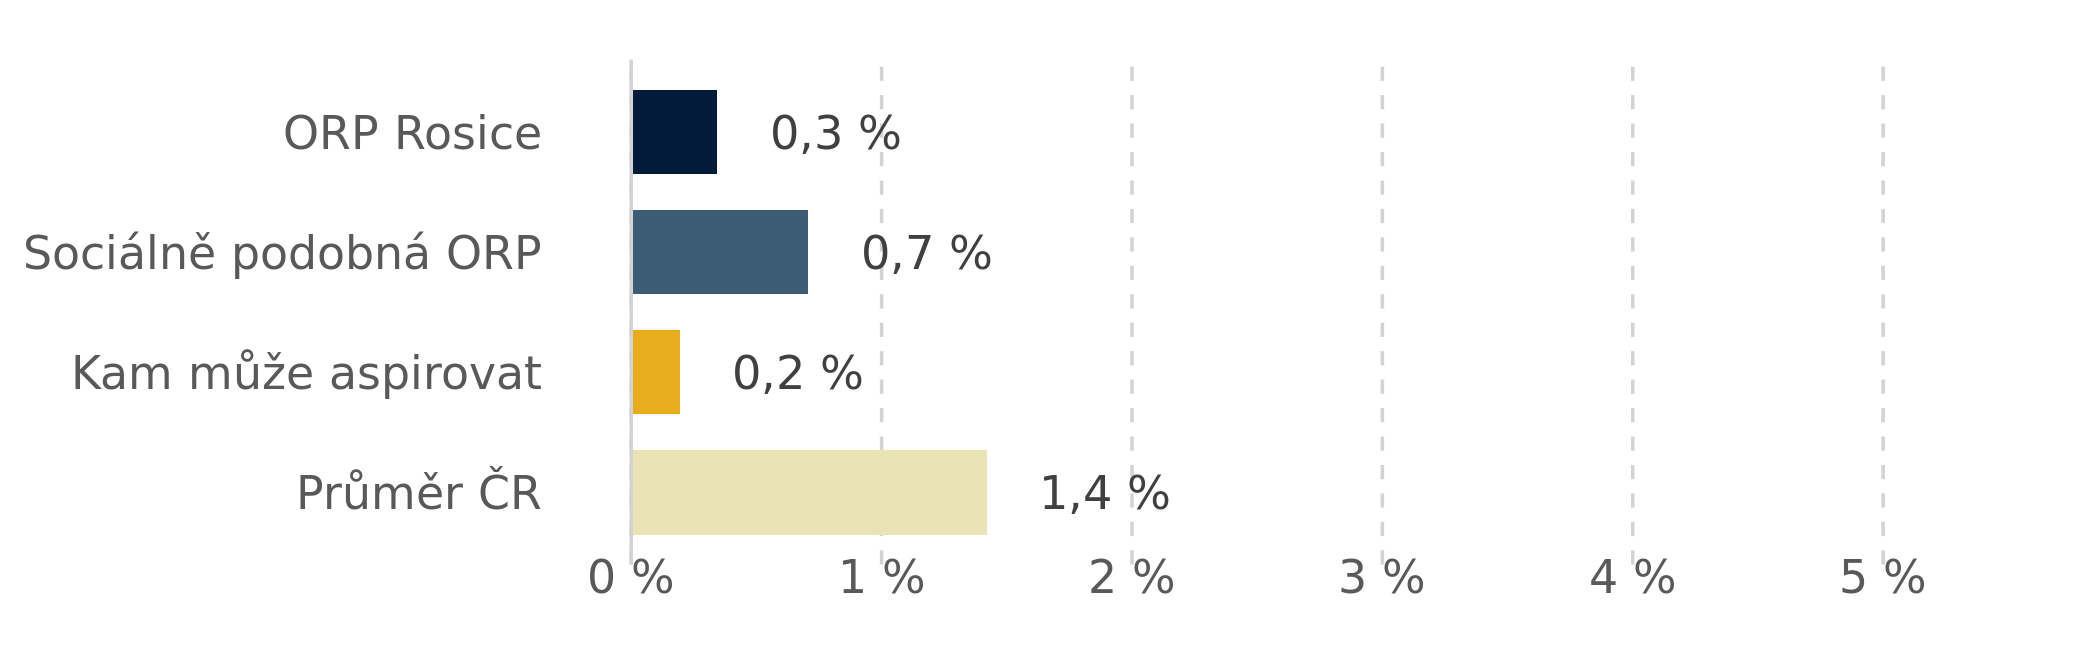 ORP Rosice 0,3 %
Sociálně podobná ORP 0,7 %
Kam může aspirovat 0,2 %
Průměr ČR 1,4 %
0 % 1 % 2 % 3 % 4 % 5 %